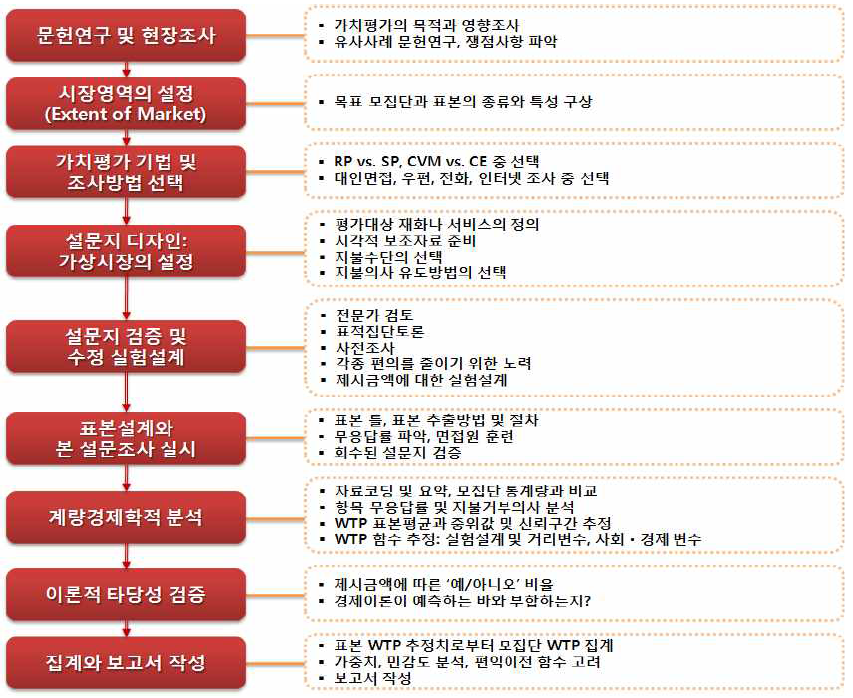 문헌연구 및 현장조사
▪ 가치평가의 목적과 영향조사
▪ 유사사례 문헌연구, 쟁점사항 파악
시장영역의 설정
(Extent of Market)
▪ 목표 모집단과 표본의 종류와 특성 구상
가치평가 기법 및
조사방법 선택
▪ RP vs. SP, CVM vs. CE 중 선택
▪ 대인면접, 우편, 전화, 인터넷 조사 중 선택
설문지 디자인:
가상시장의 설정
▪ 평가대상 재화나 서비스의 정의
▪ 시각적 보조자료 준비
▪ 지불수단의 선택
▪ 지불의사 유도방법의 선택
설문지 검증 및
수정 실험설계
▪ 전문가 검토
▪ 표적집단토론
▪ 사전조사
▪ 각종 편의를 줄이기 위한 노력
▪ 제시금액에 대한 실험설계
표본설계와
본 설문조사 실시
▪ 표본 틀, 표본 추출방법 및 절차
▪ 무응답률 파악, 면접원 훈련
▪ 회수된 설문지 검증
계량경제학적 분석
▪ 자료코딩 및 요약, 모집단 통계량과 비교
▪ 항목 무응답률 및 지불거부의사 분석
▪ WTP 표본평균과 중위값 및 신뢰구간 추정
▪ WTP 함수 추정: 실험설계 및 거리변수, 사회·경제 변수
이론적 타당성 검증
▪ 제시금액에 따른 ‘예/아니오’ 비율
▪ 경제이론이 예측하는 바와 부합하는지?
집계와 보고서 작성
▪ 표본 WTP 추정치로부터 모집단 WTP 집계
▪ 가중치, 민감도 분석, 편익이전 함수 고려
▪ 보고서 작성